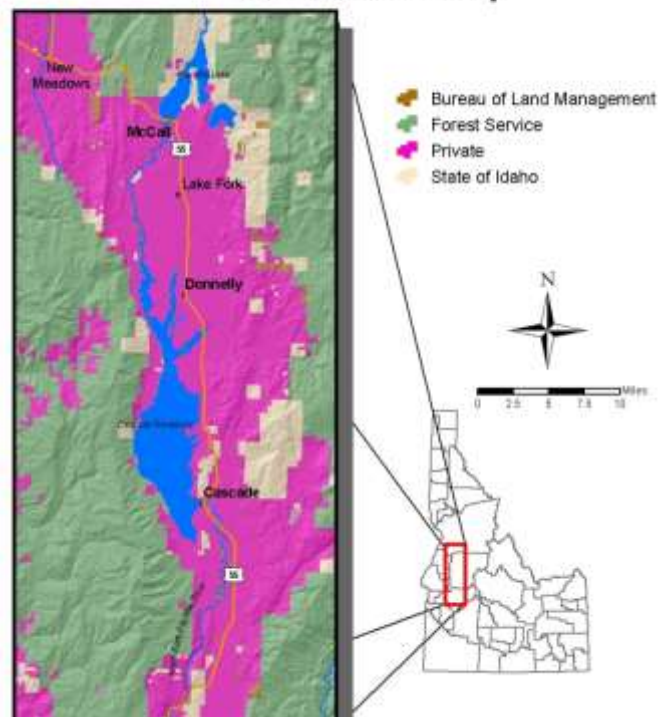 New
Meadows
McCall
55
Lake Fork
Donnelly
Cascade
55
Bureau of Land Management
Forest Service
Private
State of Idaho
N
Miles
0 2.5 5 7.5 10